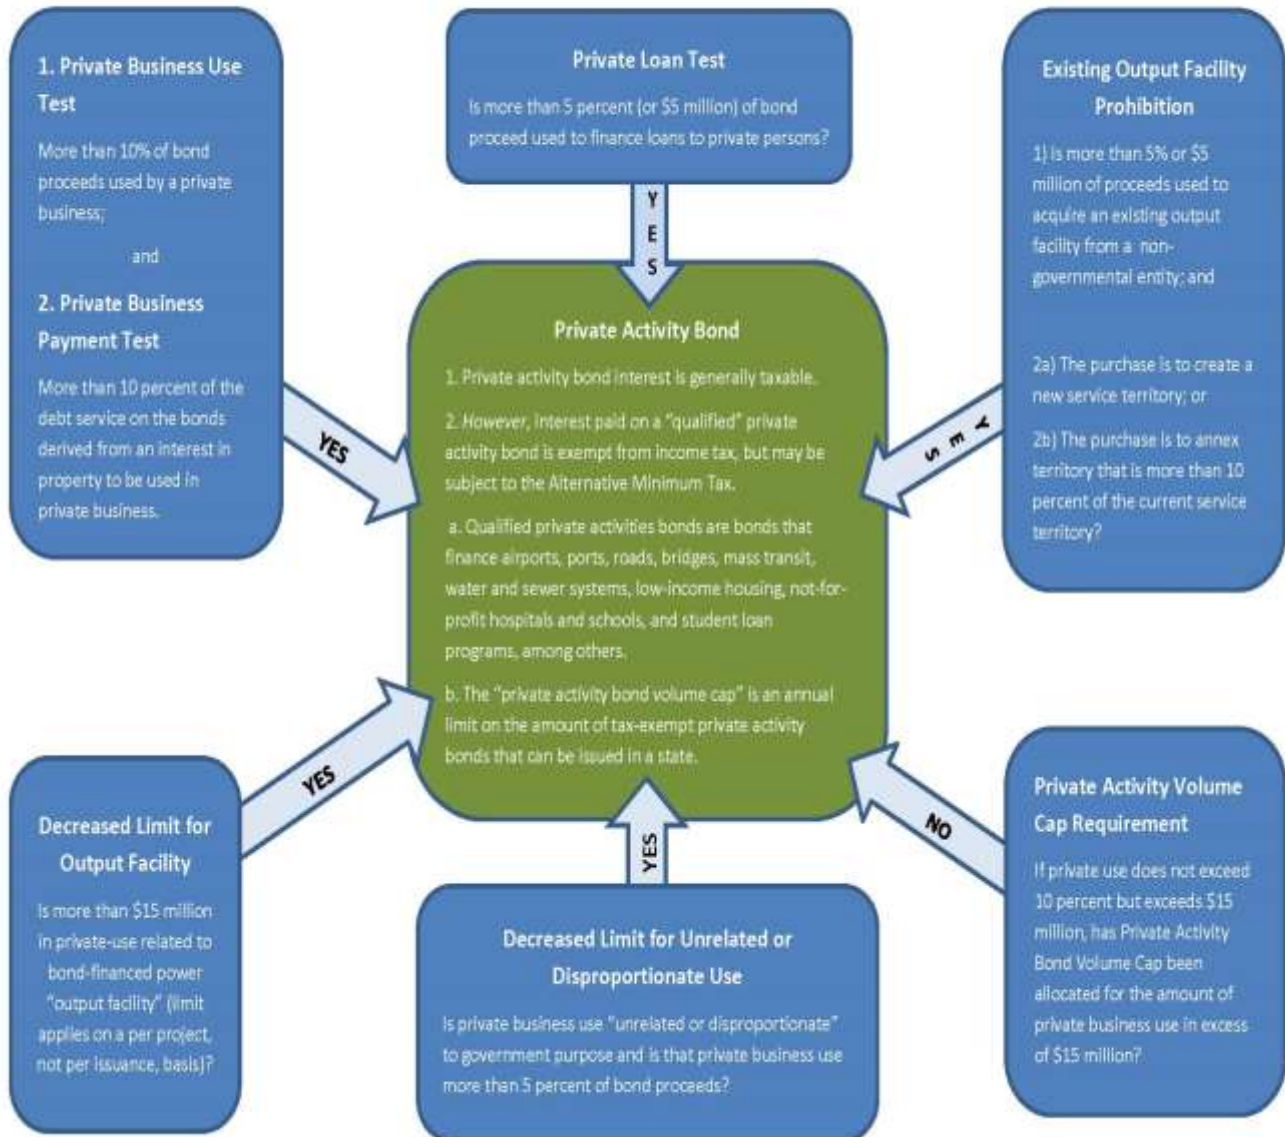 1. Private Business Use
Test
More than 10% of bond
proceeds used by a private
business;
and
2. Private Business
Payment Test
More than 10 percent of the
debt service on the bonds
derived from an interest in
property to be used in
private business.
YES
Private Loan Test
Is more than 5 percent (or $5 million) of bond
proceed used to finance loans to private persons?
YES
Existing Output Facility
Prohibition
1) Is more than 5% or $5
million of proceeds used to
acquire an existing output
facility from a non-
governmental entity; and
2a) The purchase is to create a
new service territory; or
2b) The purchase is to annex
territory that is more than 10
percent of the current service
territory?
YES
Private Activity Bond
1. Private activity bond interest is generally taxable.
2. However, interest paid on a “qualified” private
activity bond is exempt from income tax, but may be
subject to the Alternative Minimum Tax.
a. Qualified private activities bonds are bonds that
finance airports, ports, roads, bridges, mass transit,
water and sewer systems, low-income housing, not-for-
profit hospitals and schools, and student loan
programs, among others.
b. The “private activity bond volume cap” is an annual
limit on the amount of tax-exempt private activity
bonds that can be issued in a state.
Decreased Limit for
Output Facility
Is more than $15 million
in private-use related to
bond-financed power
“output facility” (limit
applies on a per project,
not per issuance, basis)?
YES
Decreased Limit for Unrelated or
Disproportionate Use
Is private business use “unrelated or disproportionate”
to government purpose and is that private business use
more than 5 percent of bond proceeds?
YES
Private Activity Volume
Cap Requirement
If private use does not exceed
10 percent but exceeds $15
million, has Private Activity
Bond Volume Cap been
allocated for the amount of
private business use in excess
of $15 million?
NO